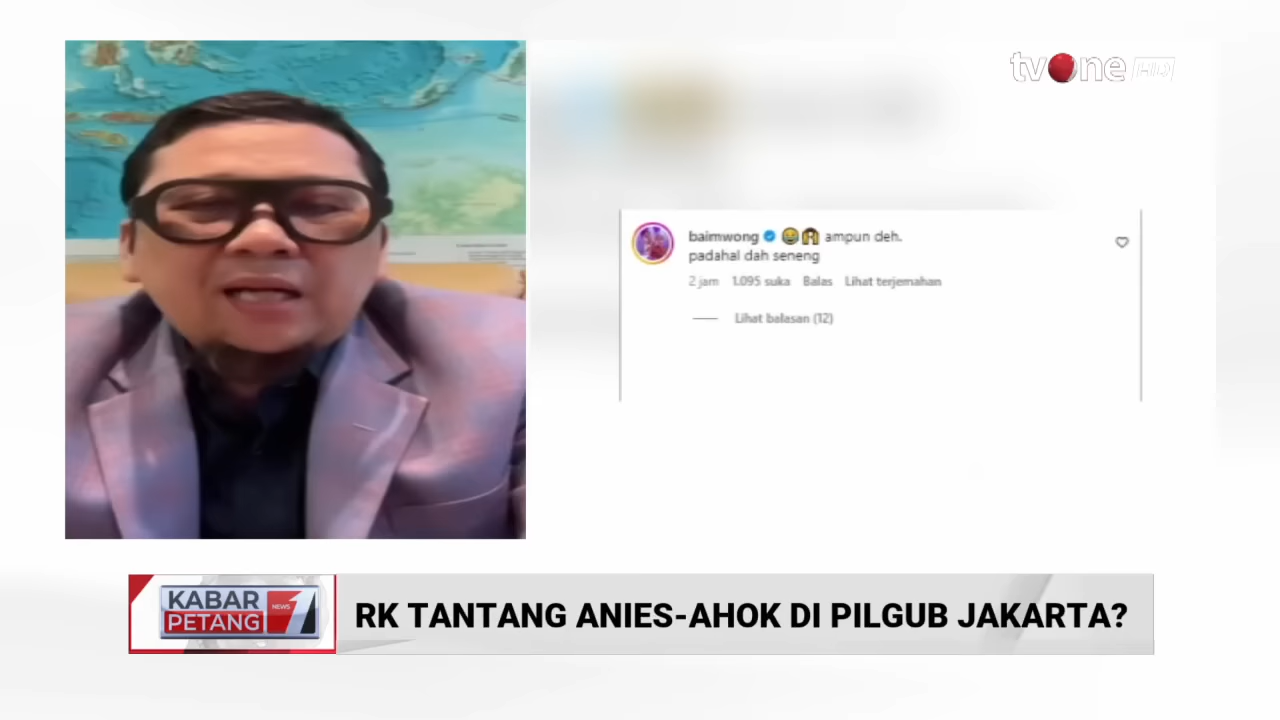 tvone HD
baimwong 😂🙈 ampun deh.
padahal dah seneng
2 jam 1.095 suka Balas Lihat terjemahan
Lihat balasan (12)
KABAR
PETANG
NEWS 1
RK TANTANG ANIES-AHOK DI PILGUB JAKARTA?